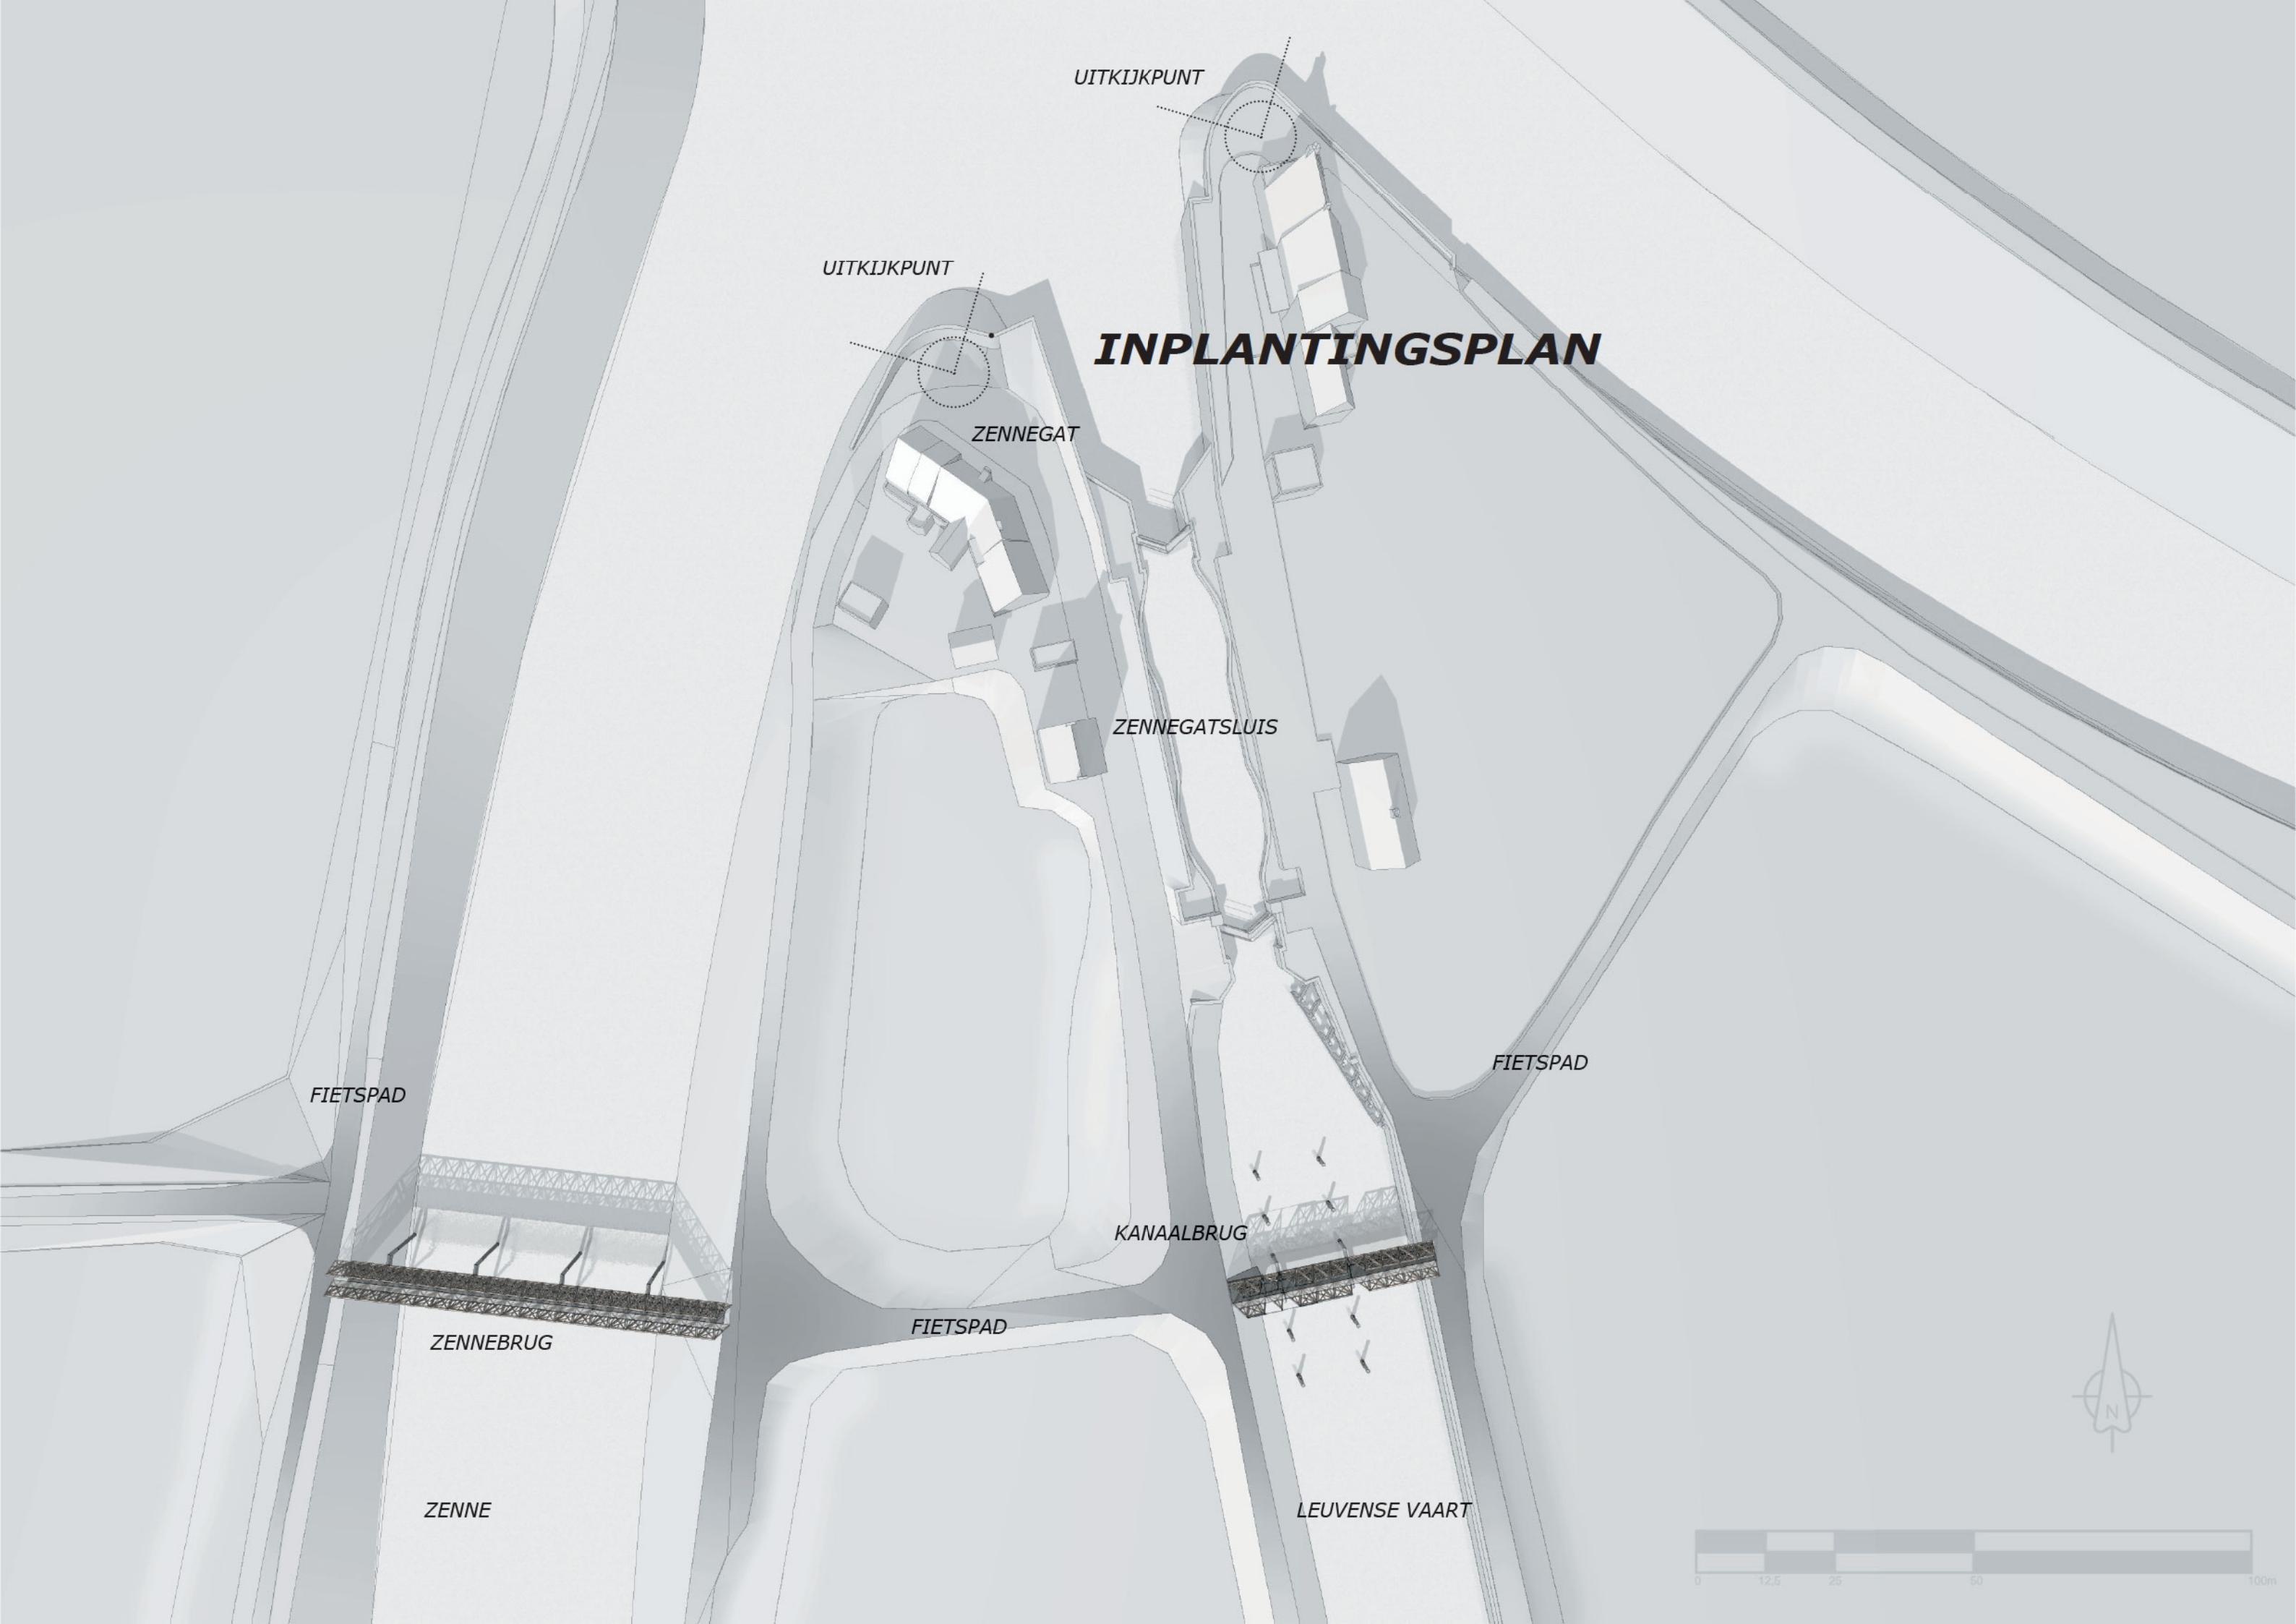 UITKIJKPUNT
UITKIJKPUNT
INPLANTINGSPLAN
ZENNEGAT
ZENNEGATSLUIS
FIETSPAD
FIETSPAD
KANAALBRUG
FIETSPAD
ZENNEBRUG
N
ZENNE
LEUVENSE VAART
0 12,5 25 50 100m